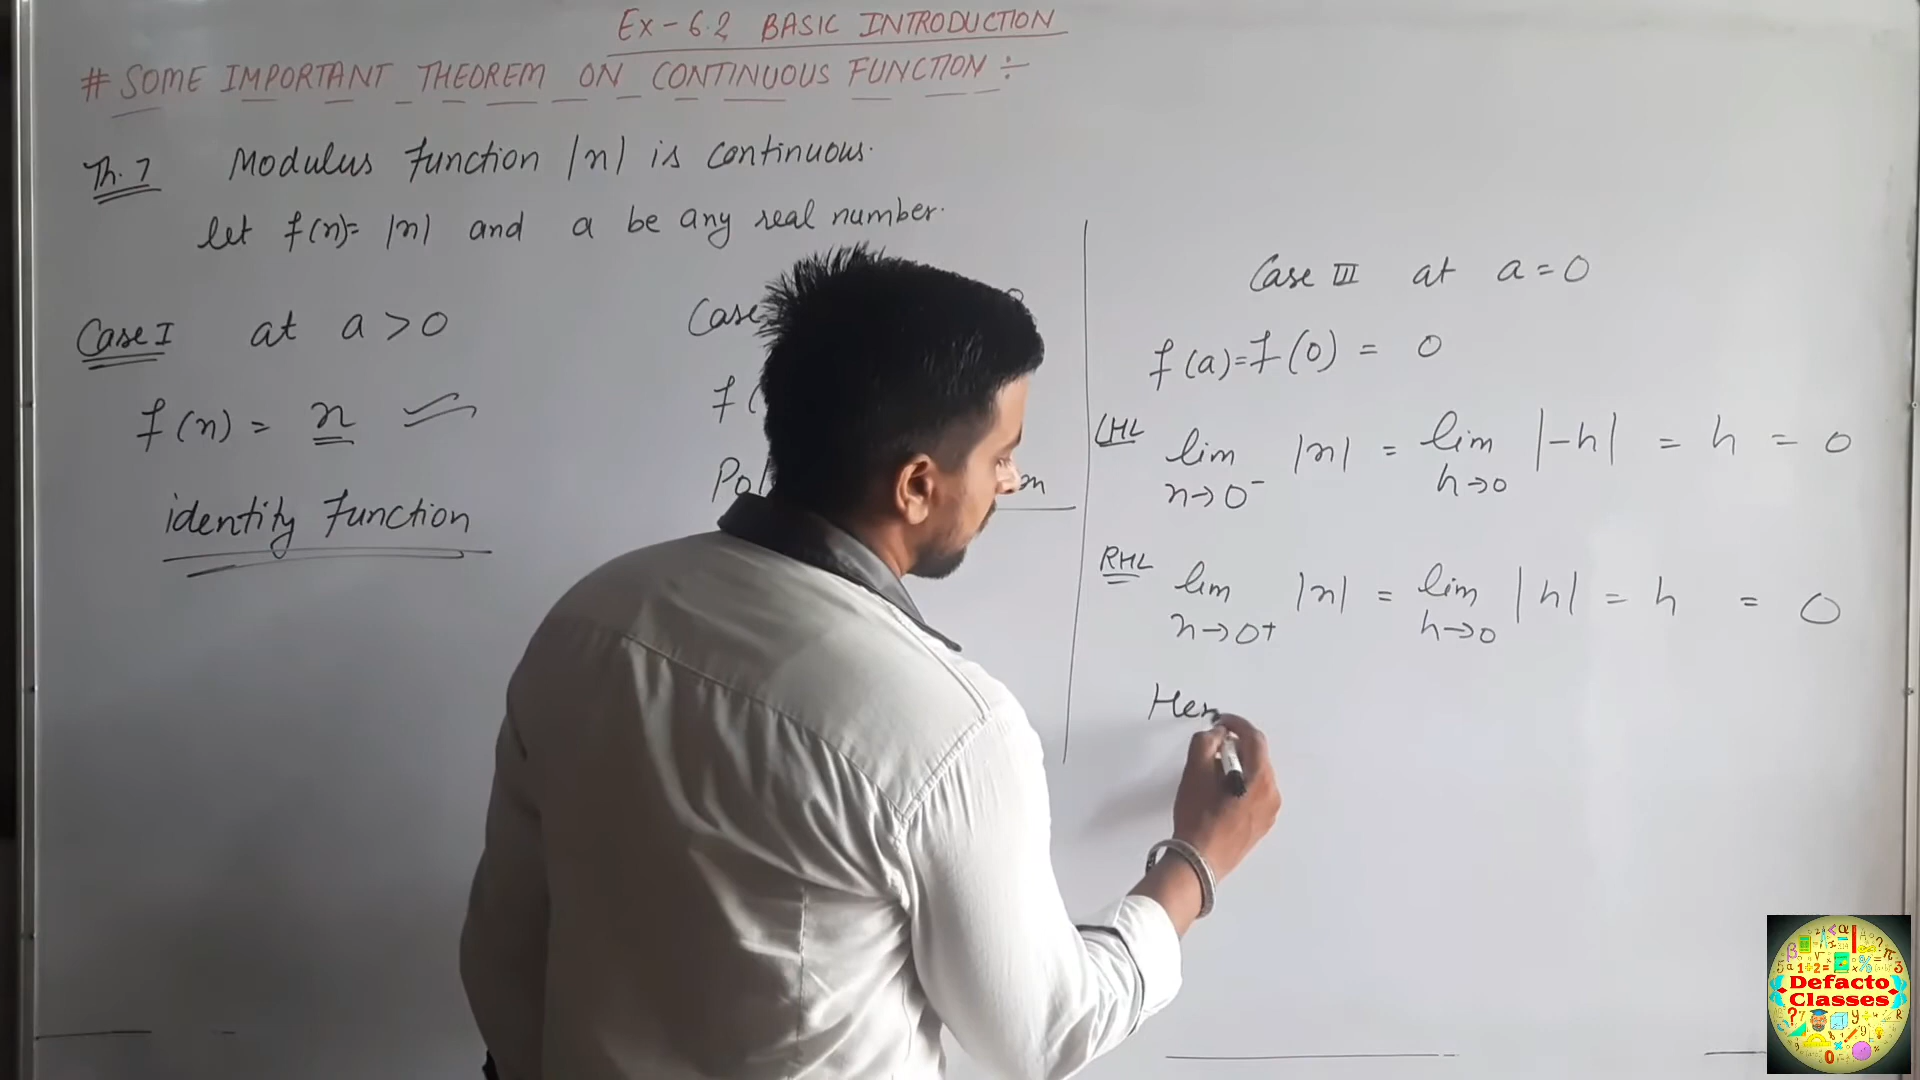 Ex - 6.2 BASIC INTRODUCTION
# SOME IMPORTANT THEOREM ON CONTINUOUS FUNCTION ÷
Th. 7 Modulus function |n| is continuous.
let f(n)= |n| and a be any real number.
Case I at a > 0
f(n) = n
identity function
Case
f(
Pol
Case III at a = 0
f(a)=f(0) = 0
LHL lim n→0⁻ |n| = lim h→0 |-h| = h = 0
RHL lim n→0+ |n| = lim h→0 |h| = h = 0
Hen
Defacto
Classes